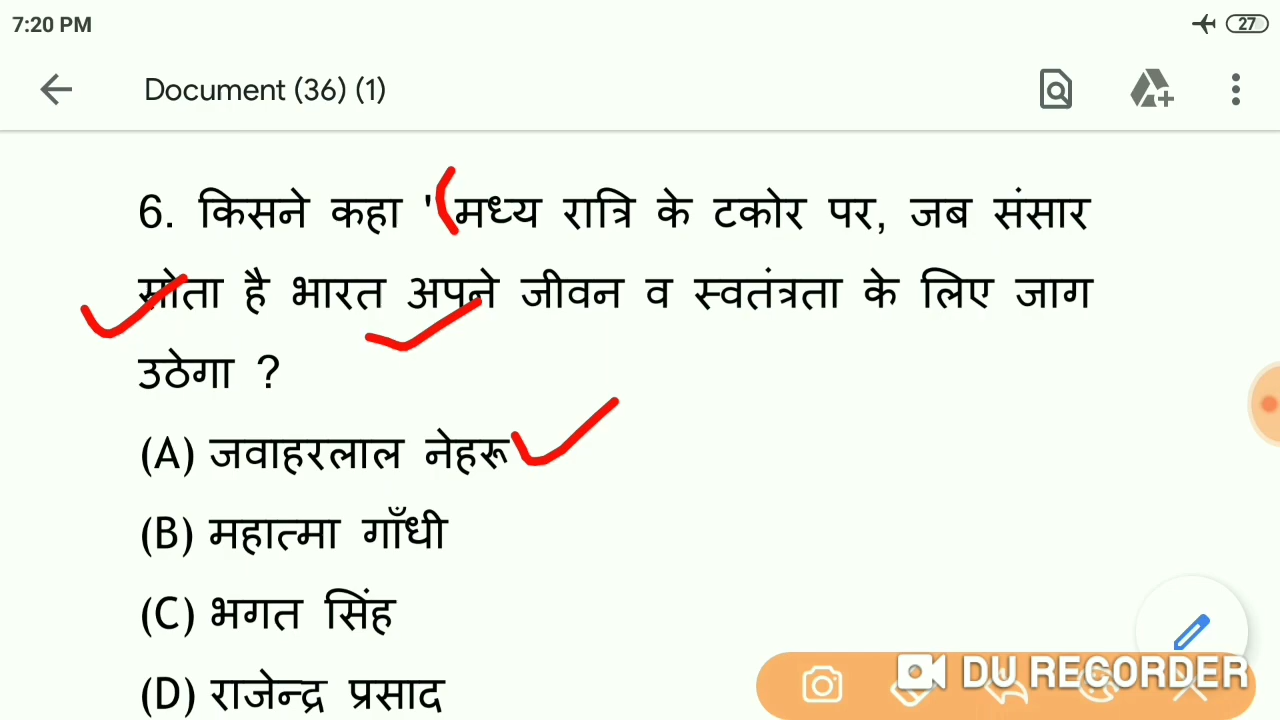 7:20 PM
27
Document (36) (1)
6. किसने कहा ' मध्य रात्रि के टकोर पर, जब संसार
सोता है भारत अपने जीवन व स्वतंत्रता के लिए जाग
उठेगा ?
(A) जवाहरलाल नेहरू
(B) महात्मा गाँधी
(C) भगत सिंह
(D) राजेन्द्र प्रसाद
DU RECORDER